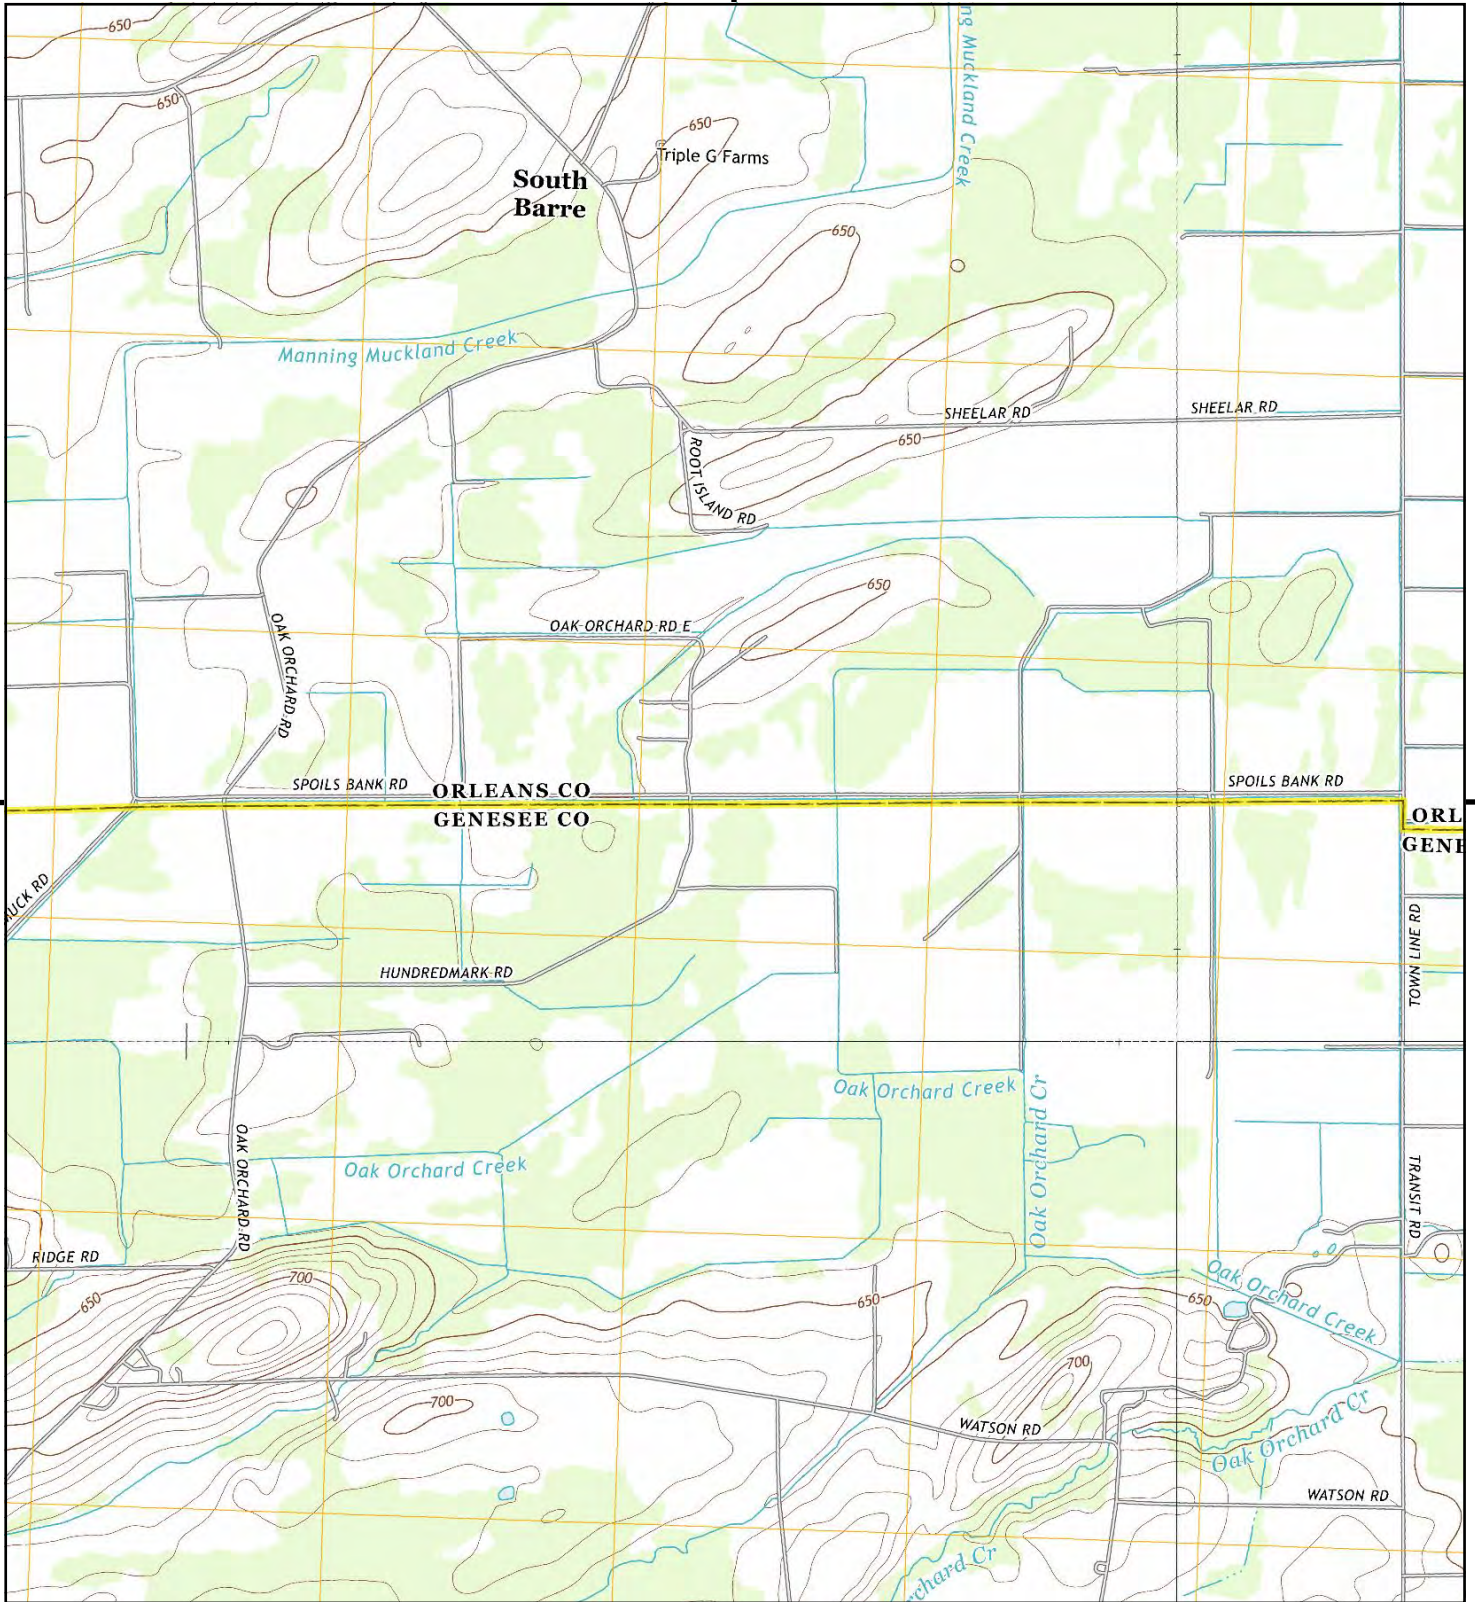 650
ng Muckland Creek
650
650
Triple G Farms
South
Barre
650
Manning Muckland Creek
SHEELAR RD
SHEELAR RD
650
ROOT ISLAND RD
650
OAK ORCHARD RD E
OAK ORCHARD RD
SPOILS BANK RD
ORLEANS CO
SPOILS BANK RD
GENESEE CO
ORL
GENE
MUCK RD
TOWN LINE RD
HUNDREDMARK RD
Oak Orchard Creek
Oak Orchard Cr
OAK ORCHARD RD
Oak Orchard Creek
TRANSIT RD
RIDGE RD
700
650
650
650
Oak Orchard Creek
700
700
WATSON RD
Oak Orchard Cr
WATSON RD
rchard Cr